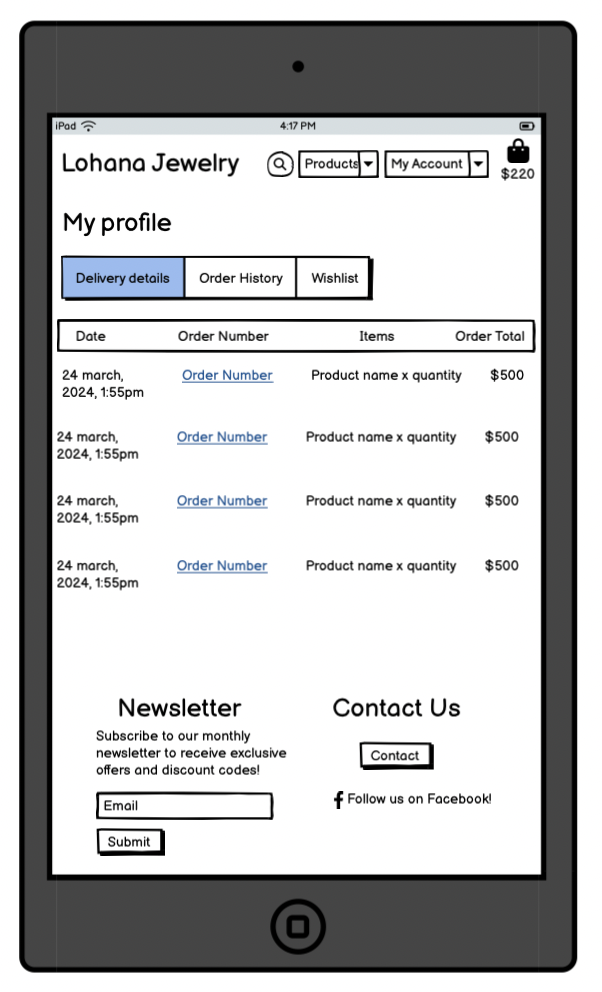 iPad 4:17 PM
Lohana Jewelry Products My Account
$220
My profile
Delivery details Order History Wishlist
Date Order Number Items Order Total
24 march, Order Number Product name x quantity $500
2024, 1:55pm
24 march, Order Number Product name x quantity $500
2024, 1:55pm
24 march, Order Number Product name x quantity $500
2024, 1:55pm
24 march, Order Number Product name x quantity $500
2024, 1:55pm
Newsletter
Subscribe to our monthly
newsletter to receive exclusive
offers and discount codes!
Email
Submit
Contact Us
Contact
Follow us on Facebook!